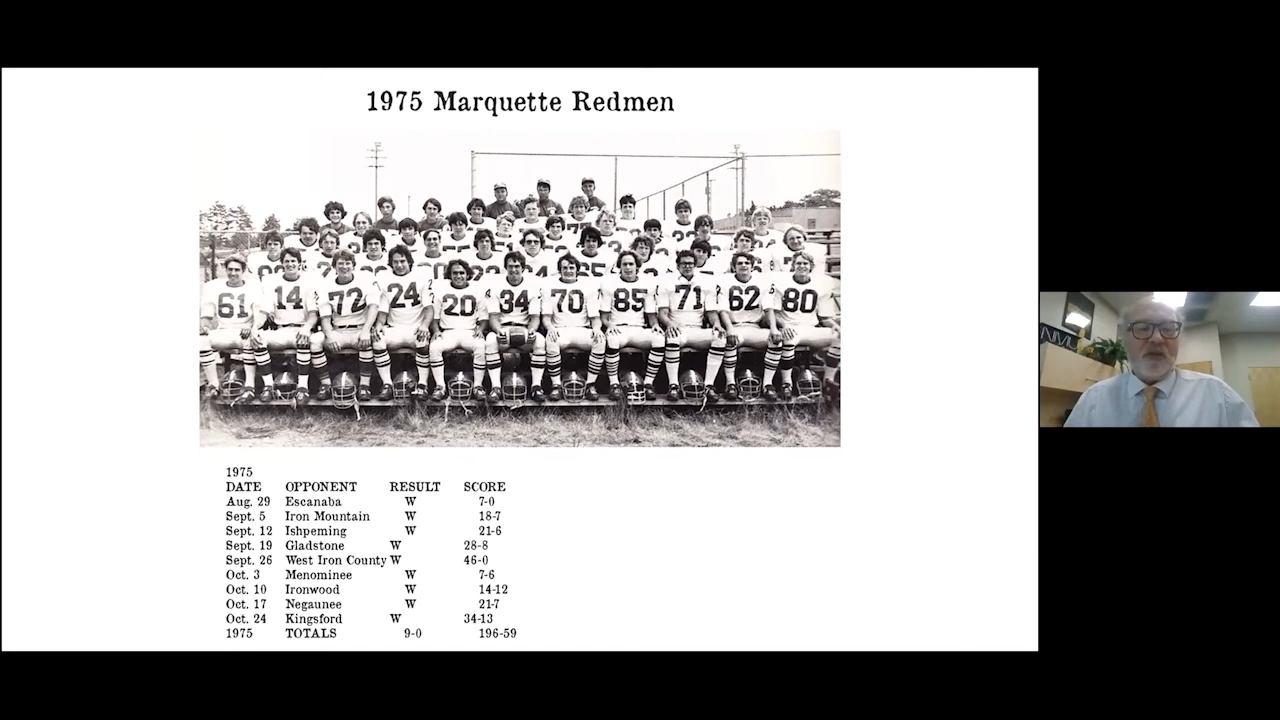 1975 Marquette Redmen
61 14 72 24 20 34 70 85 71 62 80
NMU
1975
DATE OPPONENT RESULT SCORE
Aug. 29 Escanaba W 7-0
Sept. 5 Iron Mountain W 18-7
Sept. 12 Ishpeming W 21-6
Sept. 19 Gladstone W 28-8
Sept. 26 West Iron County W 46-0
Oct. 3 Menominee W 7-6
Oct. 10 Ironwood W 14-12
Oct. 17 Negaunee W 21-7
Oct. 24 Kingsford W 34-13
1975 TOTALS 9-0 196-59